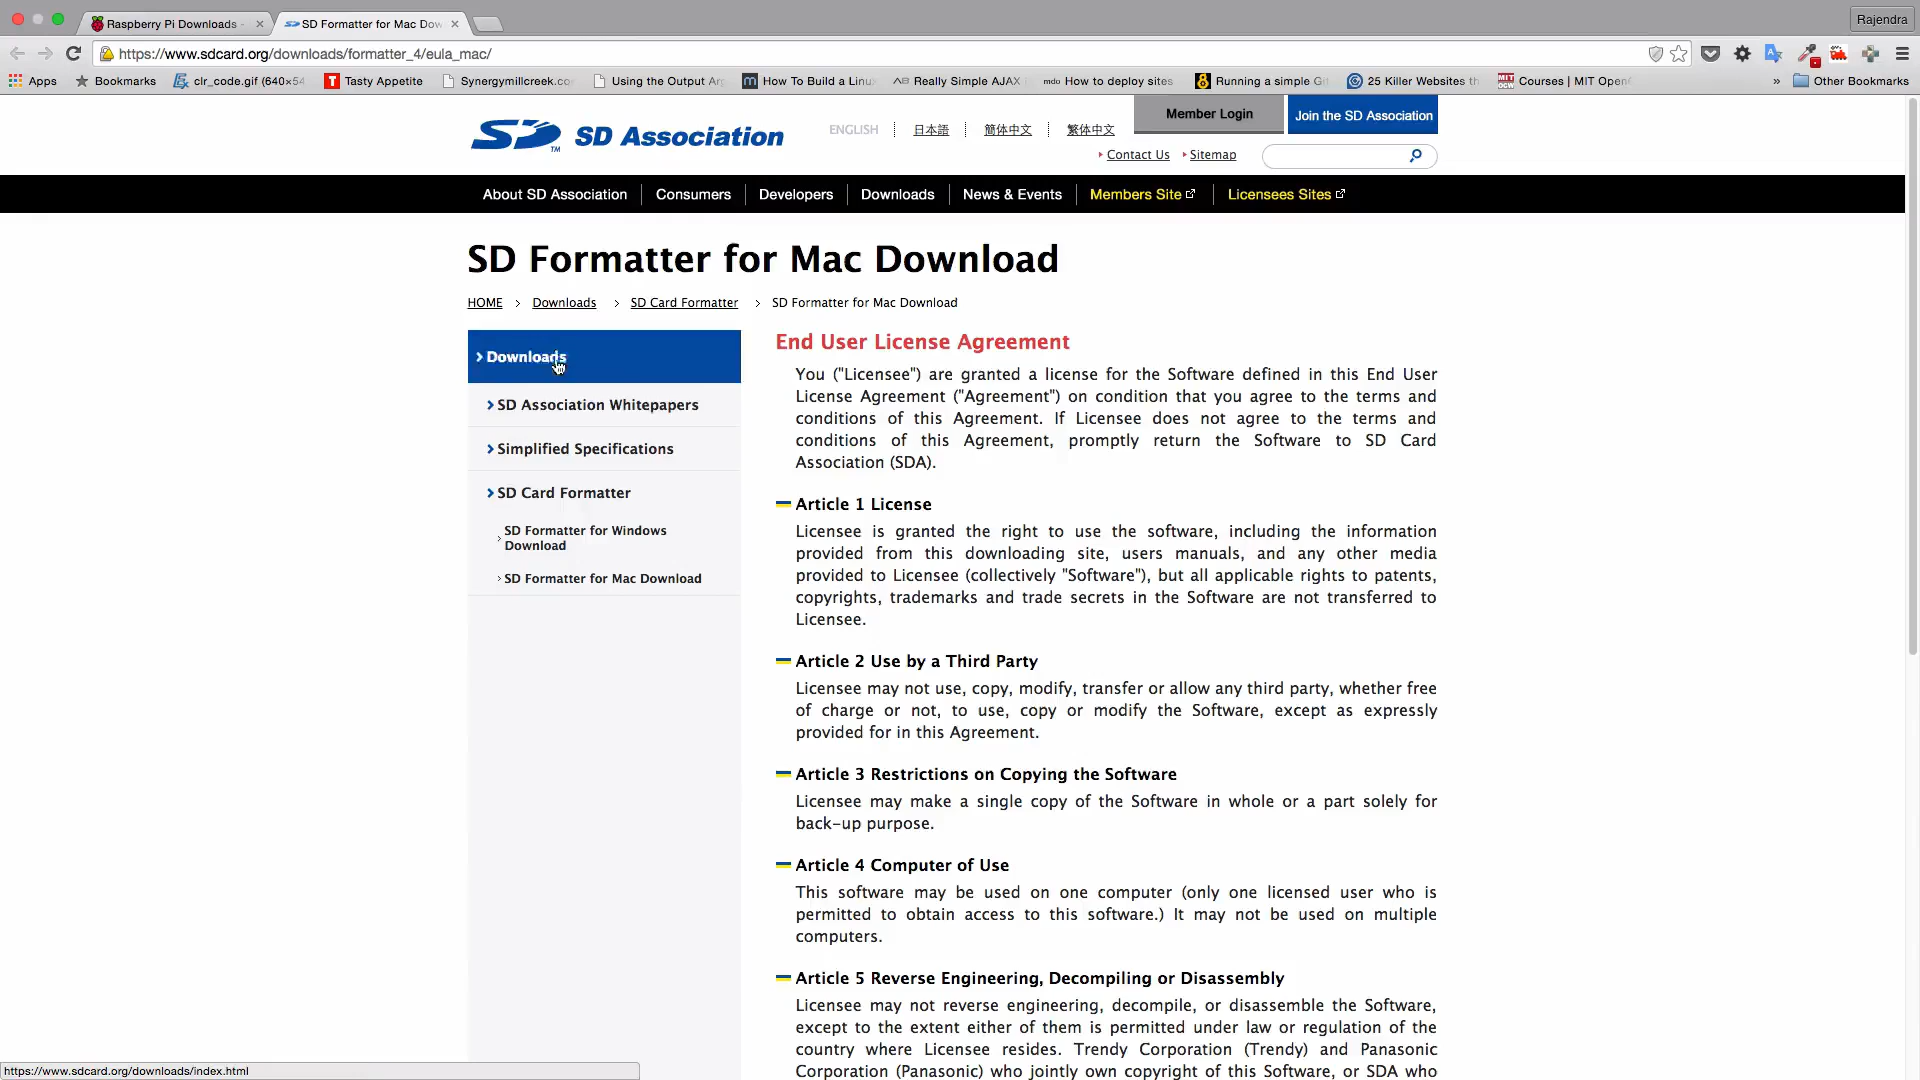 Raspberry Pi Downloads -
SD Formatter for Mac Dow
Rajendra
https://www.sdcard.org/downloads/formatter_4/eula_mac/
Apps
Bookmarks
clr_code.gif (640×54
Tasty Appetite
Synergymillcreek.co
Using the Output Ar
How To Build a Linu
Really Simple AJAX
mdo How to deploy sites
Running a simple Gi
25 Killer Websites th
Courses | MIT Open
» Other Bookmarks
SD TM SD Association
ENGLISH 日本語 简体中文 繁体中文
Member Login
Join the SD Association
Contact Us Sitemap
About SD Association Consumers Developers Downloads News & Events Members Site Licensees Sites
SD Formatter for Mac Download
HOME > Downloads > SD Card Formatter > SD Formatter for Mac Download
Downloads
SD Association Whitepapers
Simplified Specifications
SD Card Formatter
SD Formatter for Windows
Download
SD Formatter for Mac Download
End User License Agreement
You ("Licensee") are granted a license for the Software defined in this End User
License Agreement ("Agreement") on condition that you agree to the terms and
conditions of this Agreement. If Licensee does not agree to the terms and
conditions of this Agreement, promptly return the Software to SD Card
Association (SDA).
Article 1 License
Licensee is granted the right to use the software, including the information
provided from this downloading site, users manuals, and any other media
provided to Licensee (collectively "Software"), but all applicable rights to patents,
copyrights, trademarks and trade secrets in the Software are not transferred to
Licensee.
Article 2 Use by a Third Party
Licensee may not use, copy, modify, transfer or allow any third party, whether free
of charge or not, to use, copy or modify the Software, except as expressly
provided for in this Agreement.
Article 3 Restrictions on Copying the Software
Licensee may make a single copy of the Software in whole or a part solely for
back-up purpose.
Article 4 Computer of Use
This software may be used on one computer (only one licensed user who is
permitted to obtain access to this software.) It may not be used on multiple
computers.
Article 5 Reverse Engineering, Decompiling or Disassembly
Licensee may not reverse engineering, decompile, or disassemble the Software,
except to the extent either of them is permitted under law or regulation of the
country where Licensee resides. Trendy Corporation (Trendy) and Panasonic
Corporation (Panasonic) who jointly own copyright of this Software, or SDA who
https://www.sdcard.org/downloads/index.html